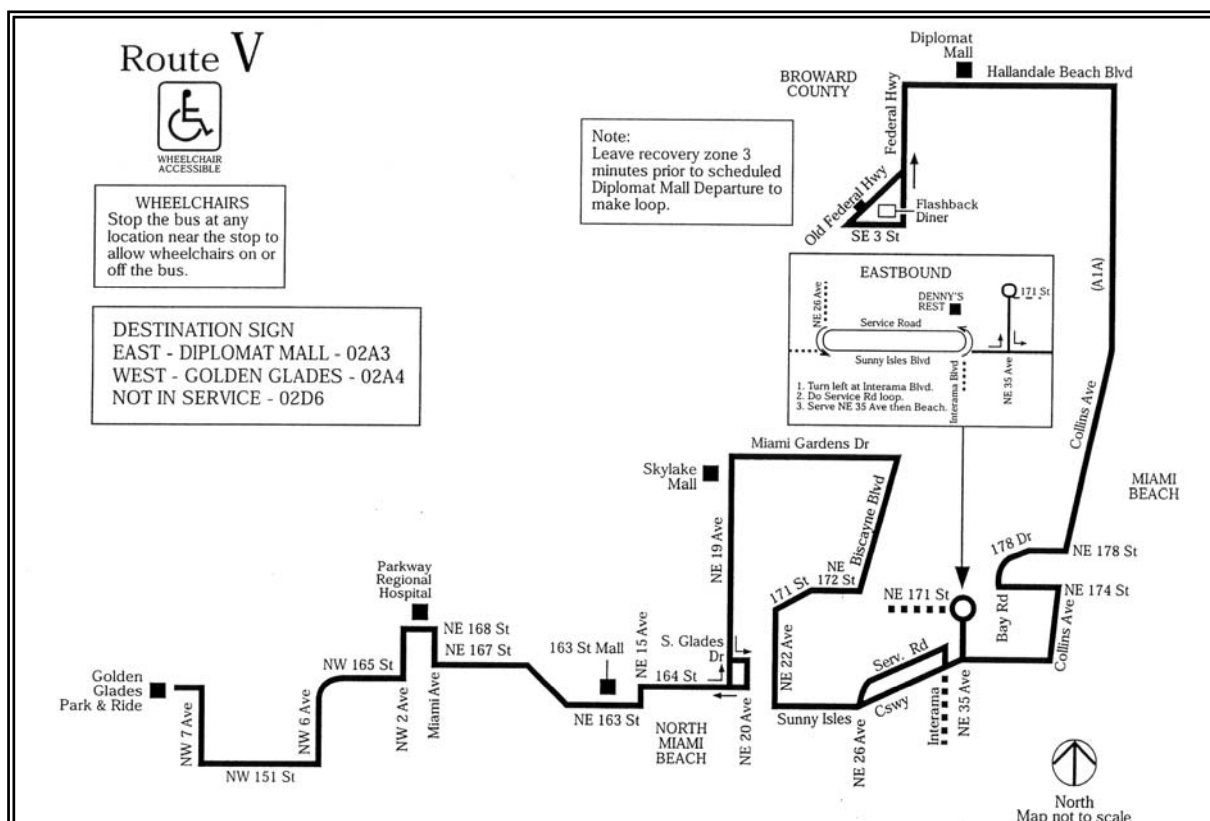 Route V
WHEELCHAIR
ACCESSIBLE
WHEELCHAIRS
Stop the bus at any
location near the stop to
allow wheelchairs on or
off the bus.
DESTINATION SIGN
EAST - DIPLOMAT MALL - 02A3
WEST - GOLDEN GLADES - 02A4
NOT IN SERVICE - 02D6
Note:
Leave recovery zone 3
minutes prior to scheduled
Diplomat Mall Departure to
make loop.
BROWARD
COUNTY
Diplomat
Mall
Hallandale Beach Blvd
Federal Hwy
Old Federal Hwy
Flashback
Diner
SE 3 St
(A1A)
EASTBOUND
NE 26 Ave
DENNY'S
REST
171 St
Service Road
Sunny Isles Blvd
Interama Blvd
NE 35 Ave
1. Turn left at Interama Blvd.
2. Do Service Rd loop.
3. Serve NE 35 Ave then Beach.
Collins Ave
MIAMI
BEACH
Miami Gardens Dr
Skylake
Mall
NE 19 Ave
Biscayne Blvd
NE
172 St
171 St
NE 22 Ave
178 Dr
NE 178 St
NE 174 St
Bay Rd
Collins Ave
NE 171 St
Serv. Rd
Cswy
Sunny Isles
NE 26 Ave
Interama
NE 35 Ave
Parkway
Regional
Hospital
NE 168 St
NE 167 St
163 St Mall
NE 15 Ave
S. Glades
Dr
164 St
NE 20 Ave
NE 163 St
NORTH
MIAMI
BEACH
Golden
Glades
Park & Ride
NW 7 Ave
NW 151 St
NW 6 Ave
NW 165 St
NW 2 Ave
Miami Ave
North
Map not to scale